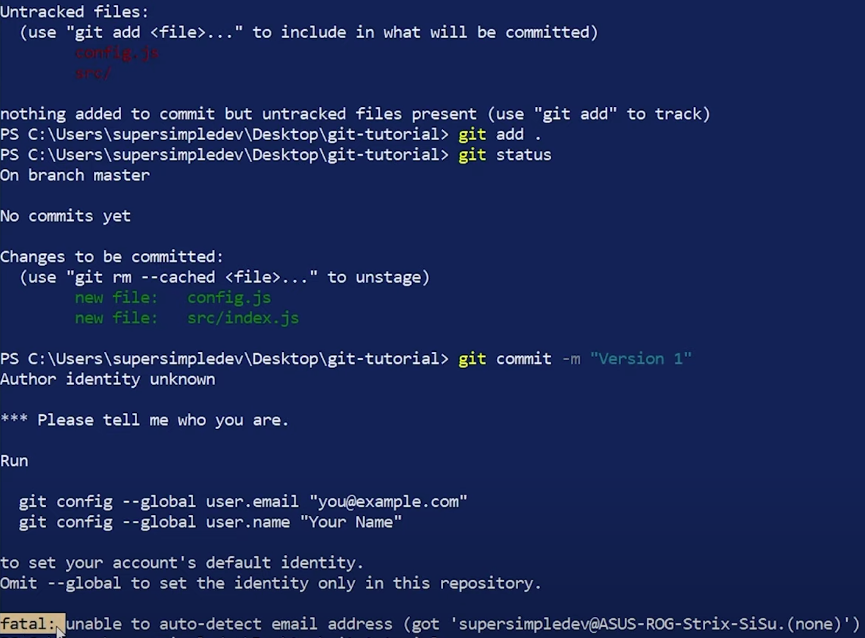 Untracked files:
(use "git add <file>..." to include in what will be committed)
config.js
src/
nothing added to commit but untracked files present (use "git add" to track)
PS C:\Users\supersimpledev\Desktop\git-tutorial> git add .
PS C:\Users\supersimpledev\Desktop\git-tutorial> git status
On branch master
No commits yet
Changes to be committed:
(use "git rm --cached <file>..." to unstage)
new file:   config.js
new file:   src/index.js
PS C:\Users\supersimpledev\Desktop\git-tutorial> git commit -m "Version 1"
Author identity unknown
*** Please tell me who you are.
Run
git config --global user.email "you@example.com"
git config --global user.name "Your Name"
to set your account's default identity.
Omit --global to set the identity only in this repository.
fatal: unable to auto-detect email address (got 'supersimpledev@ASUS-ROG-Strix-SiSu.(none)')